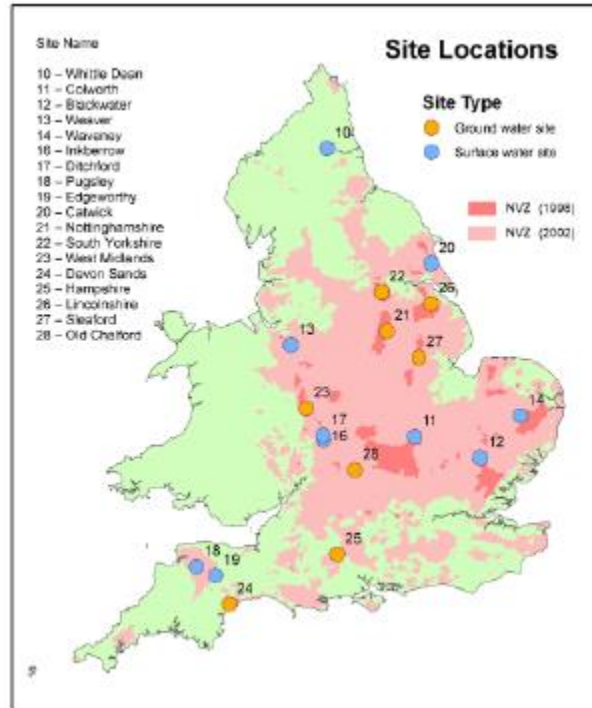 Site Name
10 – Whittle Dean
11 – Colworth
12 – Blackwater
13 – Weaver
14 – Waveney
16 – Inkberrow
17 – Ditchford
18 – Pugsley
19 – Edgeworthy
20 – Catwick
21 – Nottinghamshire
22 – South Yorkshire
23 – West Midlands
24 – Devon Sands
25 – Hampshire
26 – Lincolnshire
27 – Sleaford
28 – Old Chalford
Site Locations
Site Type
Ground water site
Surface water site
NVZ (1998)
NVZ (2002)
10
20
22
26
21
13
27
23
14
17
11
16
12
28
25
18
19
24